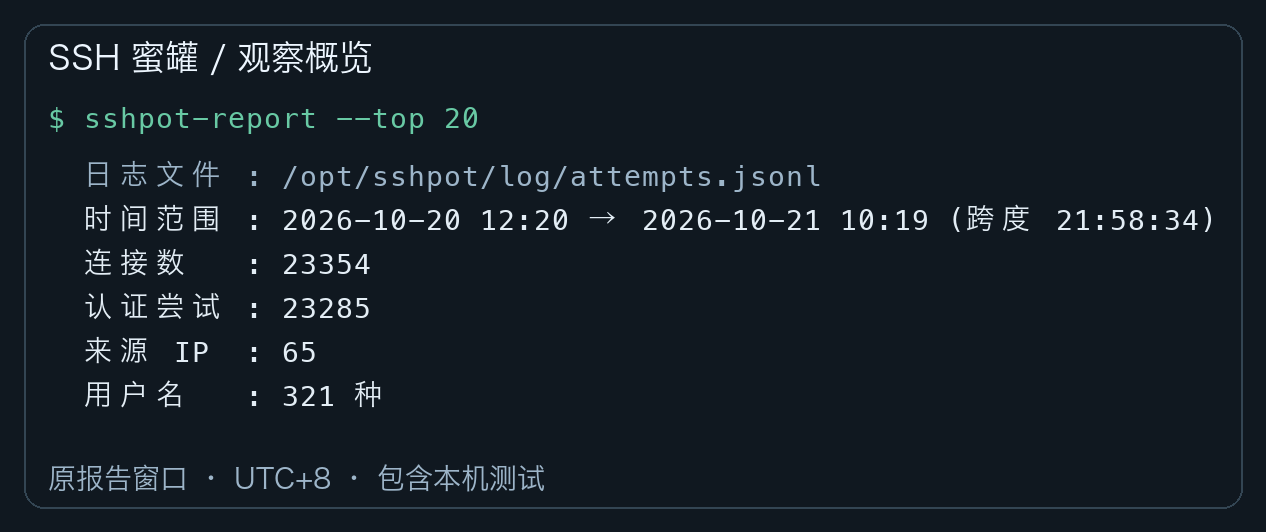 SSH 蜜罐 / 观察概览
$ sshpot-report --top 20
日志文件 : /opt/sshpot/log/attempts.jsonl
时间范围 : 2026-10-20 12:20 → 2026-10-21 10:19 (跨度 21:58:34)
连接数 : 23354
认证尝试 : 23285
来源 IP : 65
用户名 : 321 种
原报告窗口 · UTC+8 · 包含本机测试